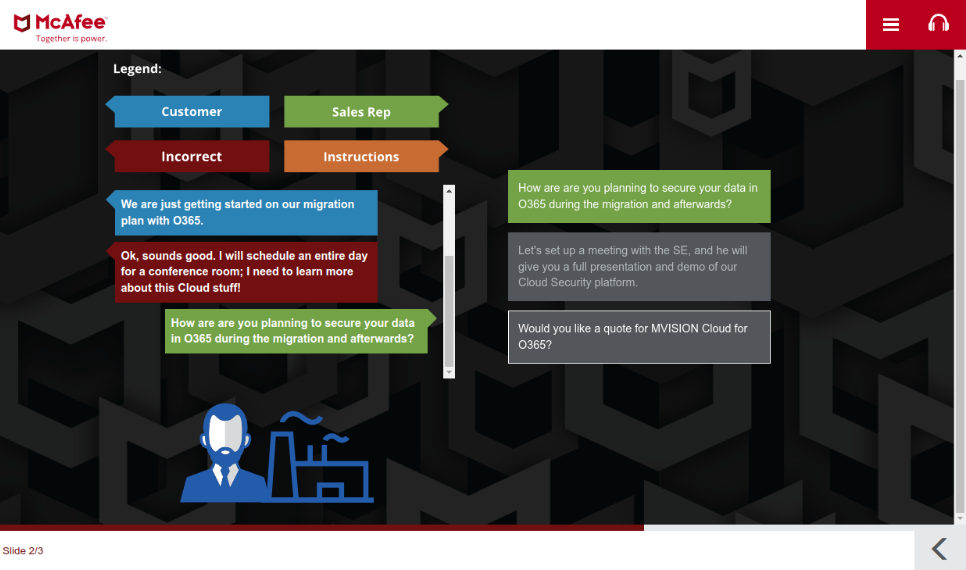 McAfee
Together is power.
Legend:
Customer
Sales Rep
Incorrect
Instructions
We are just getting started on our migration
plan with O365.
Ok, sounds good. I will schedule an entire day
for a conference room; I need to learn more
about this Cloud stuff!
How are are you planning to secure your data
in O365 during the migration and afterwards?
How are are you planning to secure your data in
O365 during the migration and afterwards?
Let's set up a meeting with the SE, and he will
give you a full presentation and demo of our
Cloud Security platform.
Would you like a quote for MVISION Cloud for
O365?
Slide 2/3